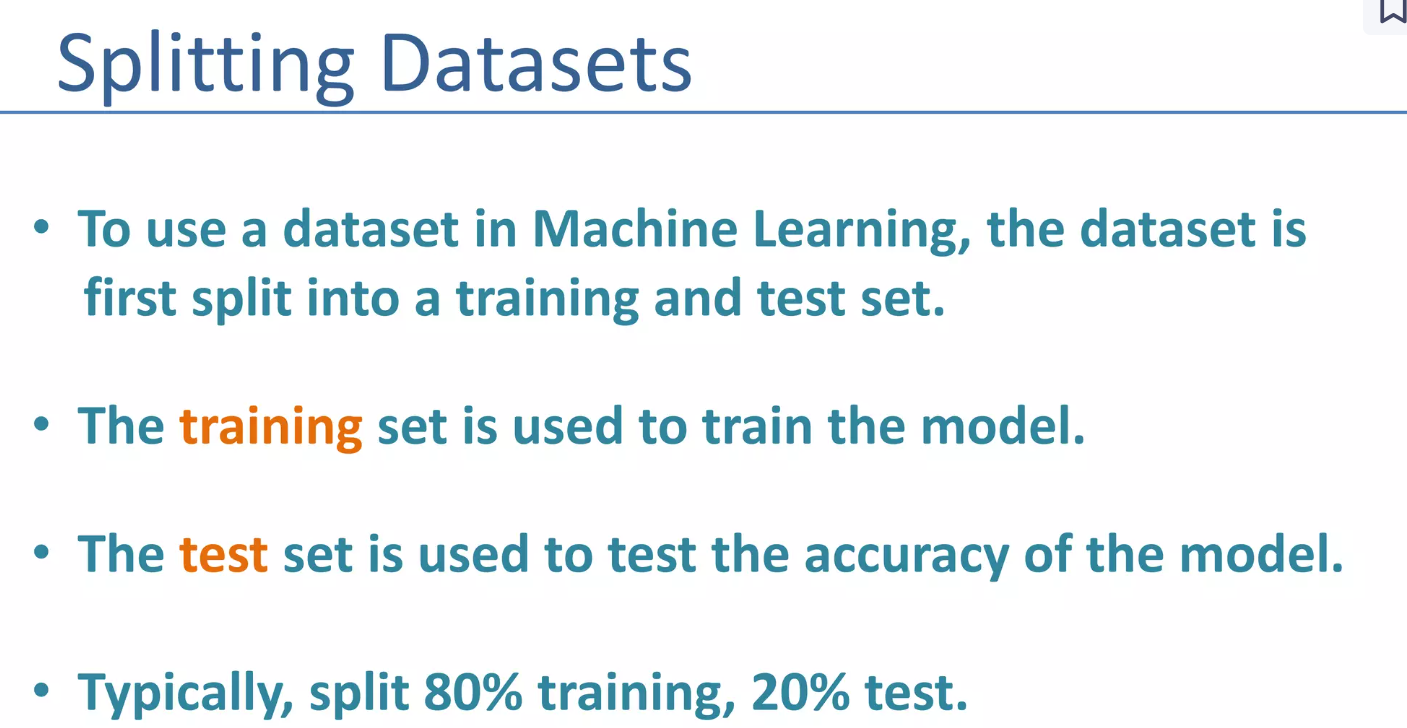 Splitting Datasets
• To use a dataset in Machine Learning, the dataset is
first split into a training and test set.
• The training set is used to train the model.
• The test set is used to test the accuracy of the model.
• Typically, split 80% training, 20% test.